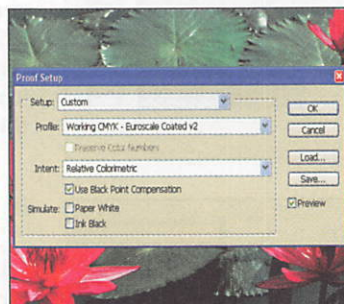 Proof Setup
Setup: Custom
OK
Profile: Working CMYK - Euroscale Coated v2
Cancel
Preserve Color Numbers
Load...
Intent: Relative Colorimetric
Save...
Use Black Point Compensation
Preview
Simulate: Paper White
Ink Black